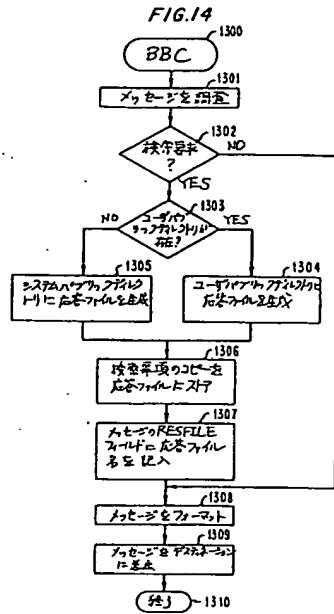 FIG.14
1300
BBC
1301
メッセージを調査
1302
検索要求
?
NO
YES
1303
NO
ユーザパブ
リックディレクトリが
存在?
YES
1305
システムパブリックディレク
トリに応答ファイルを生成
1304
ユーザパブリックディレクトリに
応答ファイルを生成
1306
検索事項のコピーを
応答ファイルにストア
1307
メッセージのRESFILE
フィールドに応答ファイル
名を記入
1308
メッセージをフォーマット
1309
メッセージをデスティネーション
に送出
1310
終了